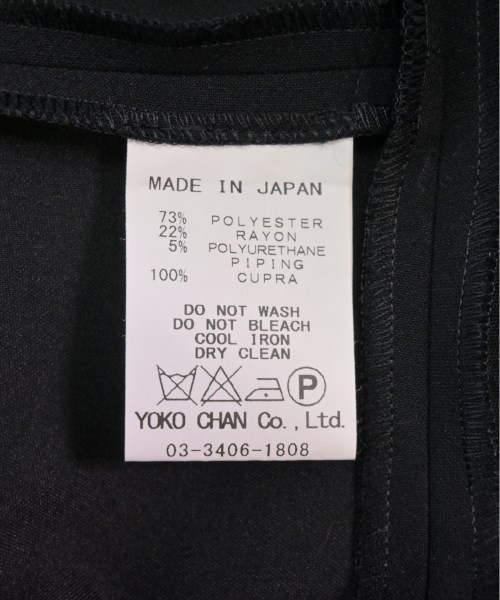 MADE IN JAPAN
73% POLYESTER
22% RAYON
5% POLYURETHANE
PIPING
100% CUPRA
DO NOT WASH
DO NOT BLEACH
COOL IRON
DRY CLEAN
P
YOKO CHAN Co., Ltd.
03-3406-1808